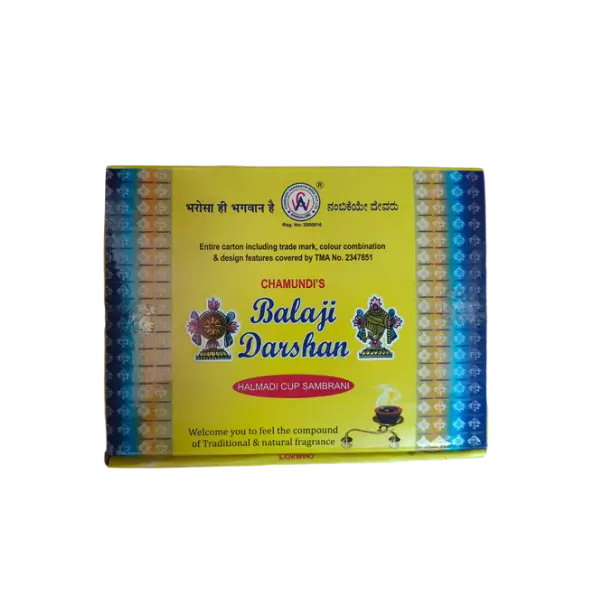 भरोसा ही भगवान है
®
ನಂಬಿಕೆಯೇ ದೇವರು
Entire carton including trade mark, colour combination
& design features covered by TMA No. 2347851
CHAMUNDI'S
Balaji
Darshan
HALMADI CUP SAMBRANI
Welcome you to feel the compound
of Traditional & natural fragrance
CHAMUNDI'S